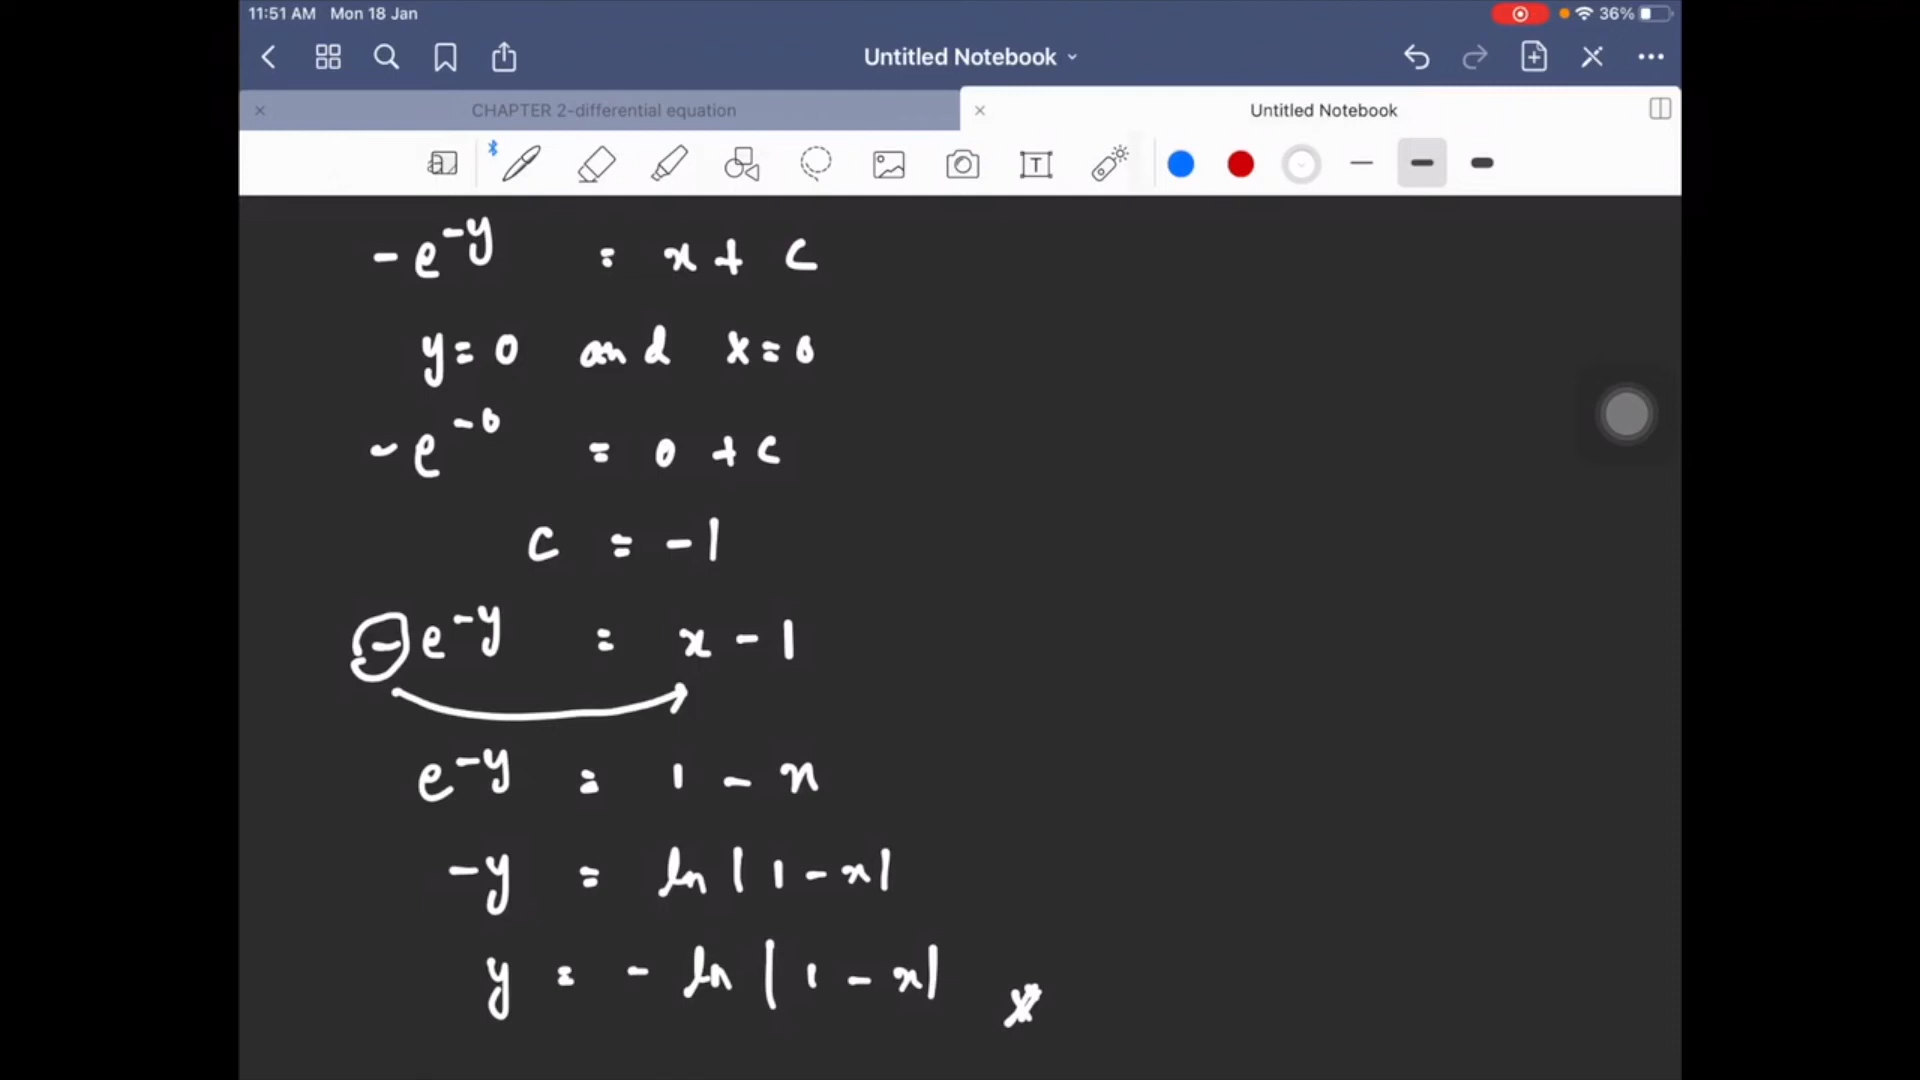 11:51 AM Mon 18 Jan
36%
Untitled Notebook
CHAPTER 2-differential equation
Untitled Notebook
T
-e^{-y} = x + c
y = 0 and x = 0
-e^{-0} = 0 + c
c = -1
-e^{-y} = x - 1
e^{-y} = 1 - x
-y = ln|1 - x|
y = -ln|1 - x|